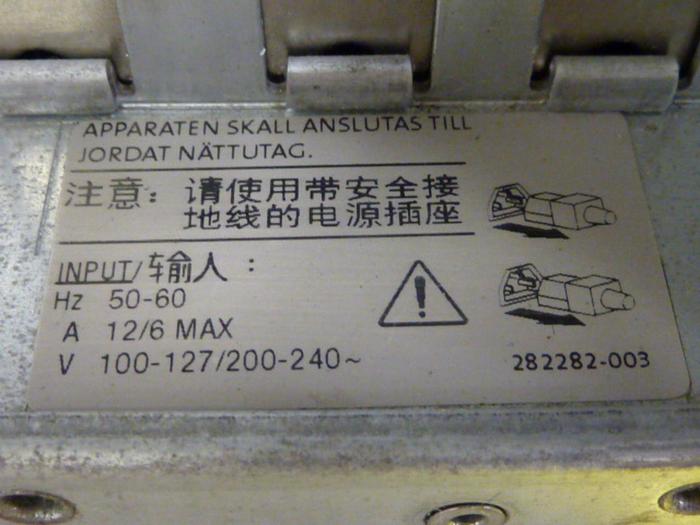 APPARATEN SKALL ANSLUTAS TILL
JORDAT NÄTTUTAG.
注意：请使用带安全接
地线的电源插座
INPUT/输入：
Hz 50-60
A 12/6 MAX
V 100-127/200-240~
282282-003